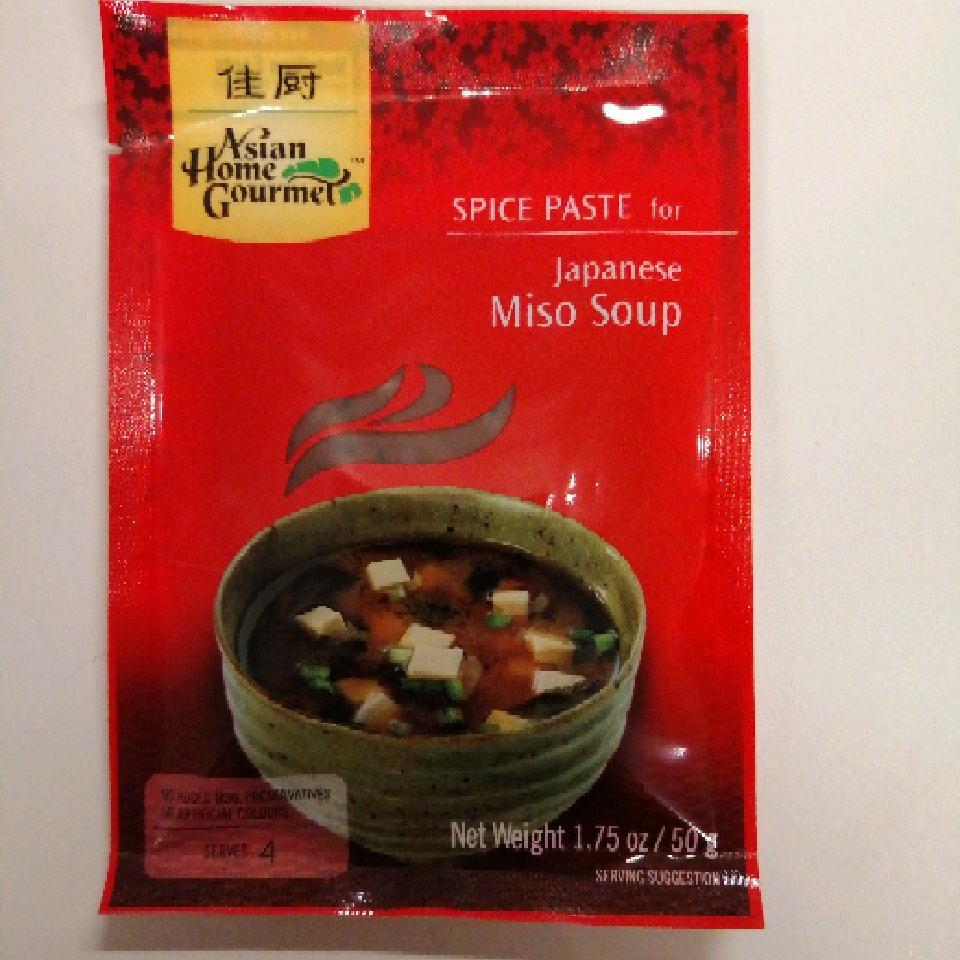 佳厨
Asian
Home
Gourmet
TM
SPICE PASTE for
Japanese
Miso Soup
NO ADDED MSG, PRESERVATIVES
OR ARTIFICIAL COLOURS
SERVES 4
Net Weight 1.75 oz / 50 g
SERVING SUGGESTION